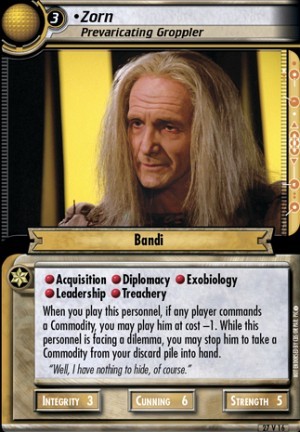 3 •Zorn
Prevaricating Groppler
Bandi
•Acquisition •Diplomacy •Exobiology
•Leadership •Treachery
When you play this personnel, if any player commands
a Commodity, you may play him at cost –1. While this
personnel is facing a dilemma, you may stop him to take a
Commodity from your discard pile into hand.
"Well, I have nothing to hide, of course."
INTEGRITY 3 CUNNING 6 STRENGTH 5